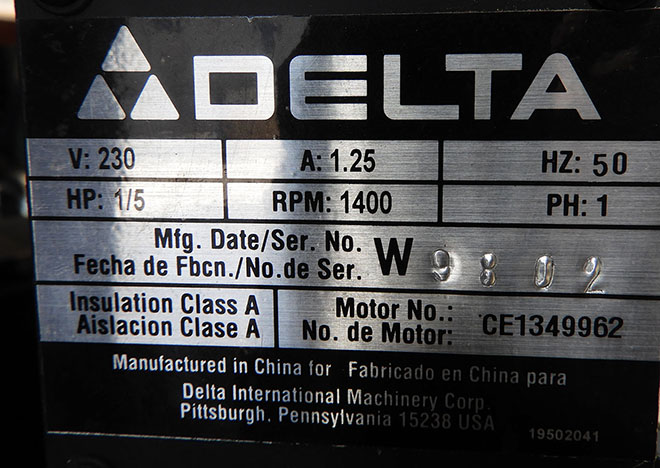 DELTA
V: 230 A: 1.25 HZ: 50
HP: 1/5 RPM: 1400 PH: 1
Mfg. Date/Ser. No. W 9802
Fecha de Fbcn./No.de Ser.
Insulation Class A Motor No.: CE1349962
Aislacion Clase A No. de Motor:
Manufactured in China for Fabricado en China para
Delta International Machinery Corp.
Pittsburgh, Pennsylvania 15238 USA
19502041